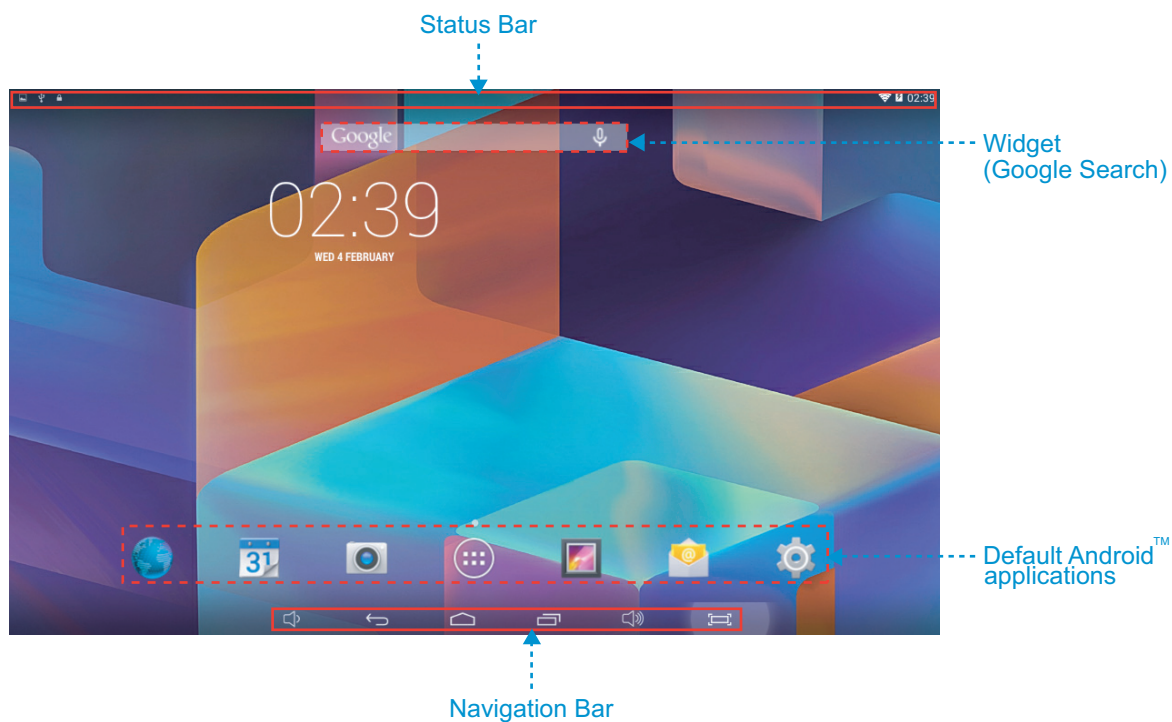 Status Bar
02:39
Google
Widget
(Google Search)
02:39
WED 4 FEBRUARY
31
@
Default Android™
applications
Navigation Bar